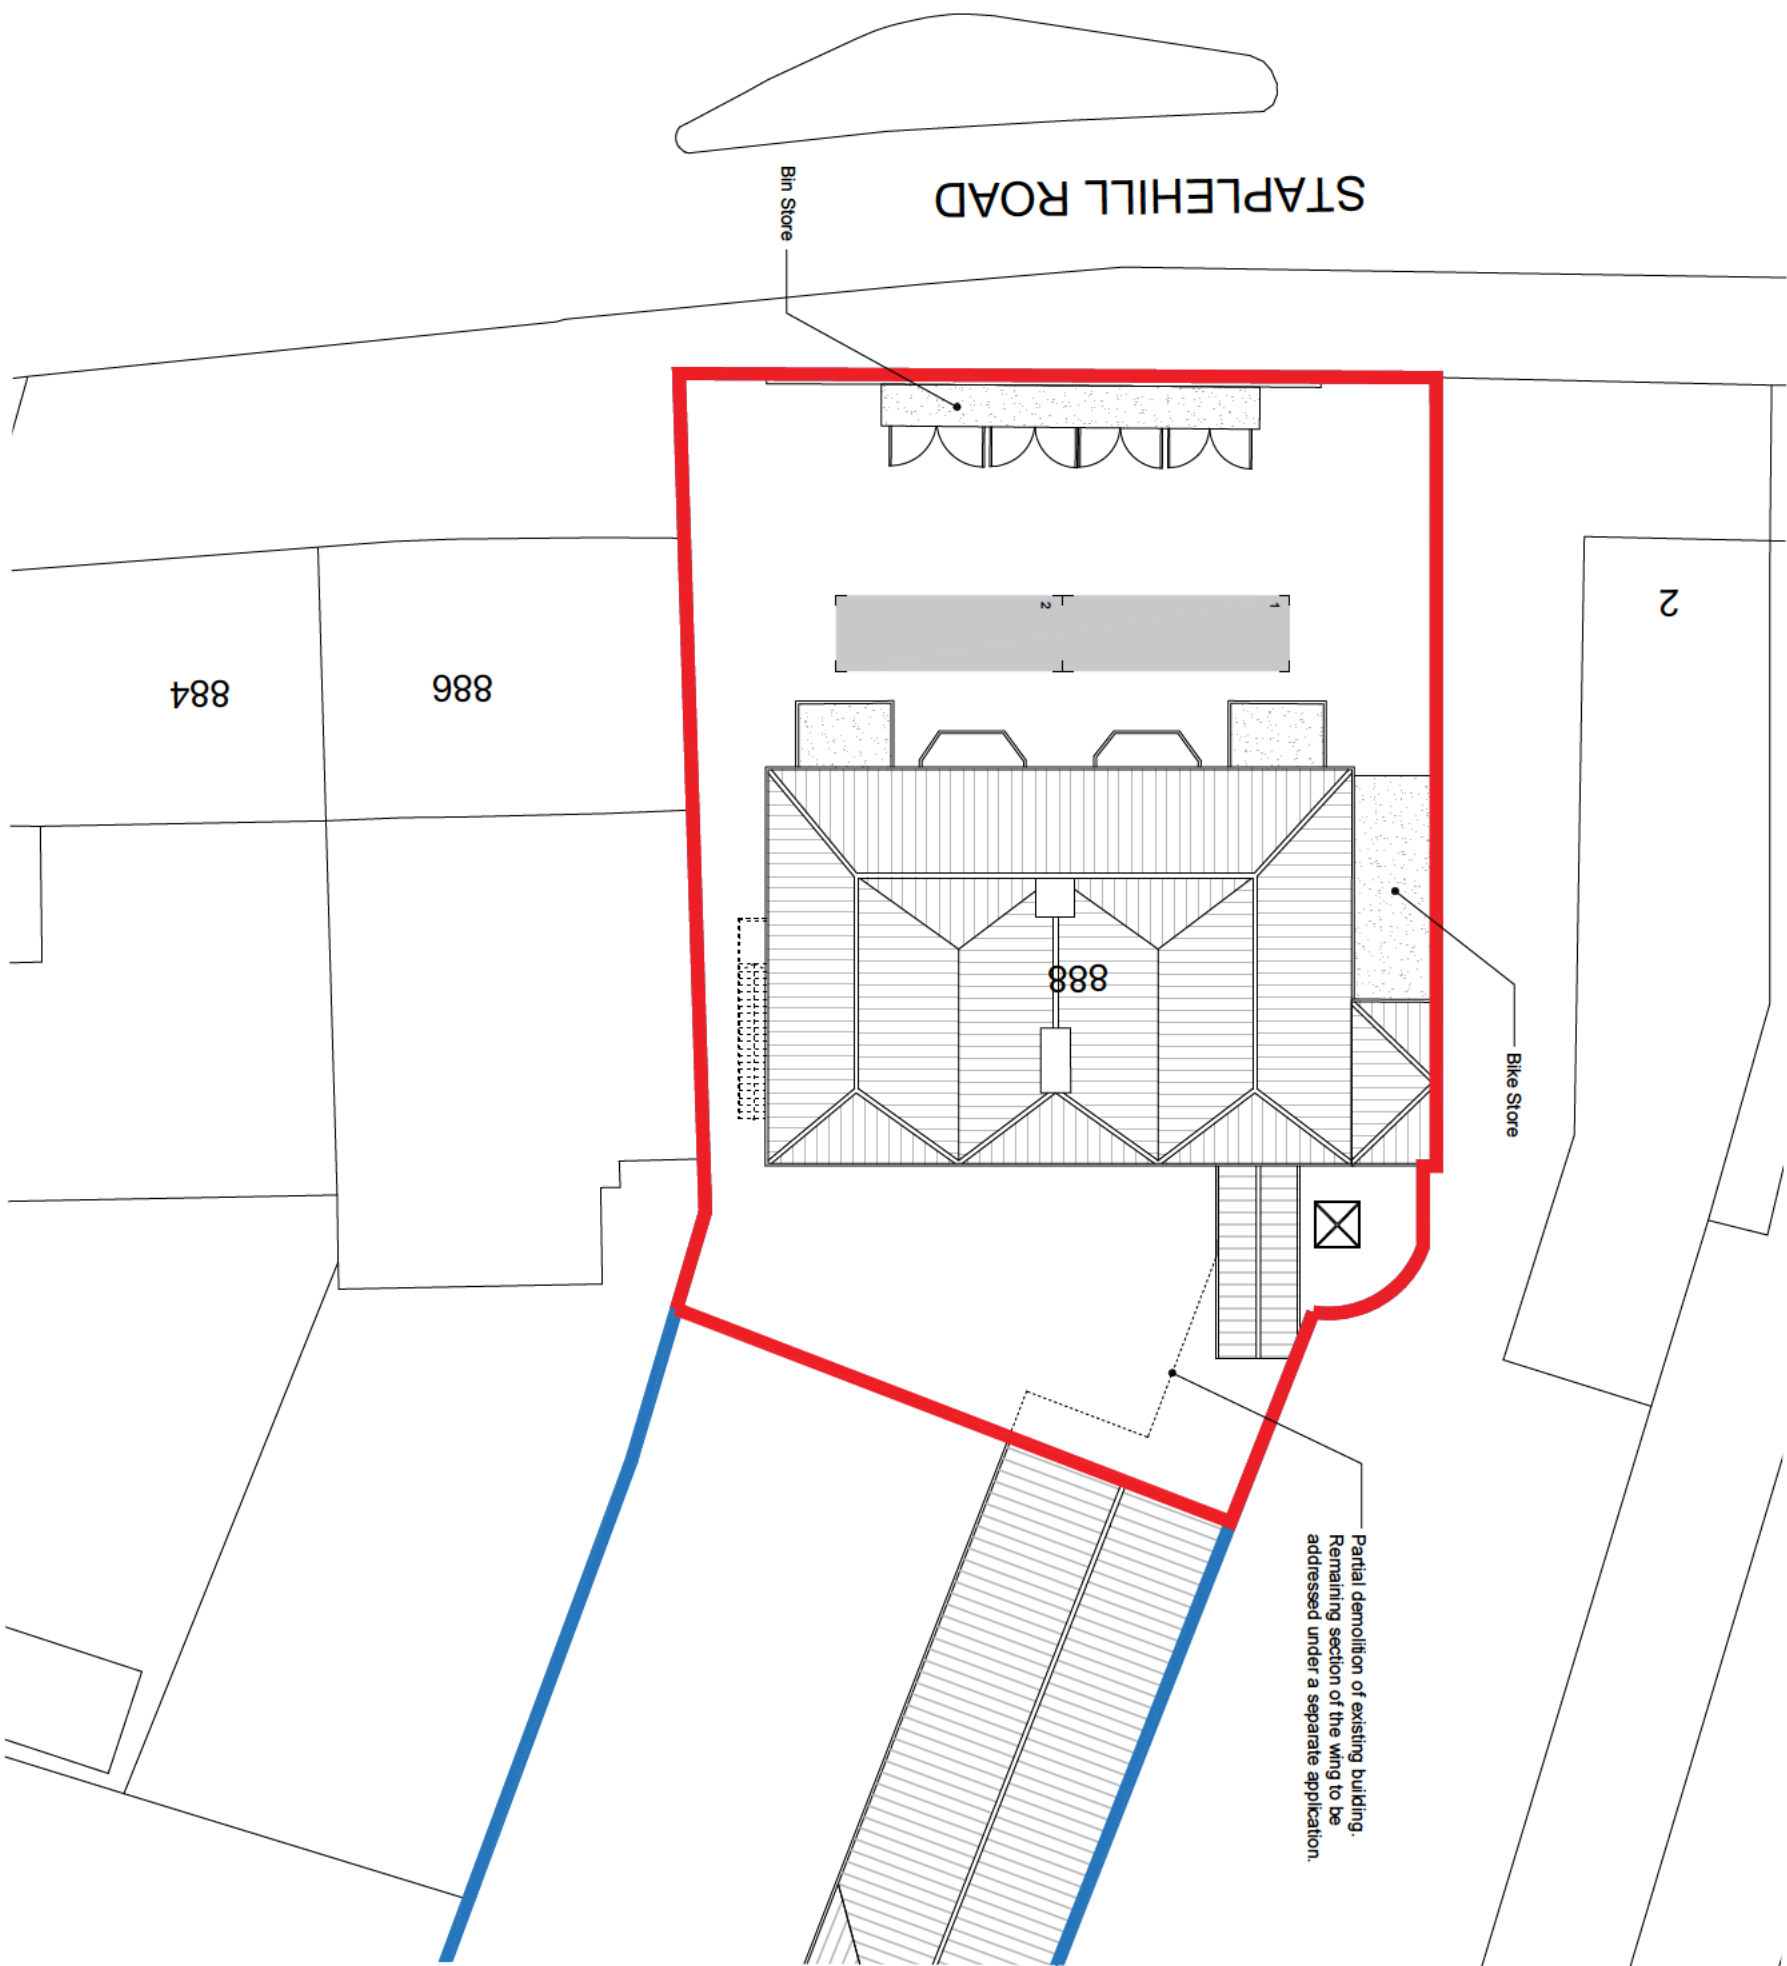 STAPLEHILL ROAD
Bin Store
1
2
2
884
886
888
Bike Store
Partial demolition of existing building.
Remaining section of the wing to be
addressed under a separate application.